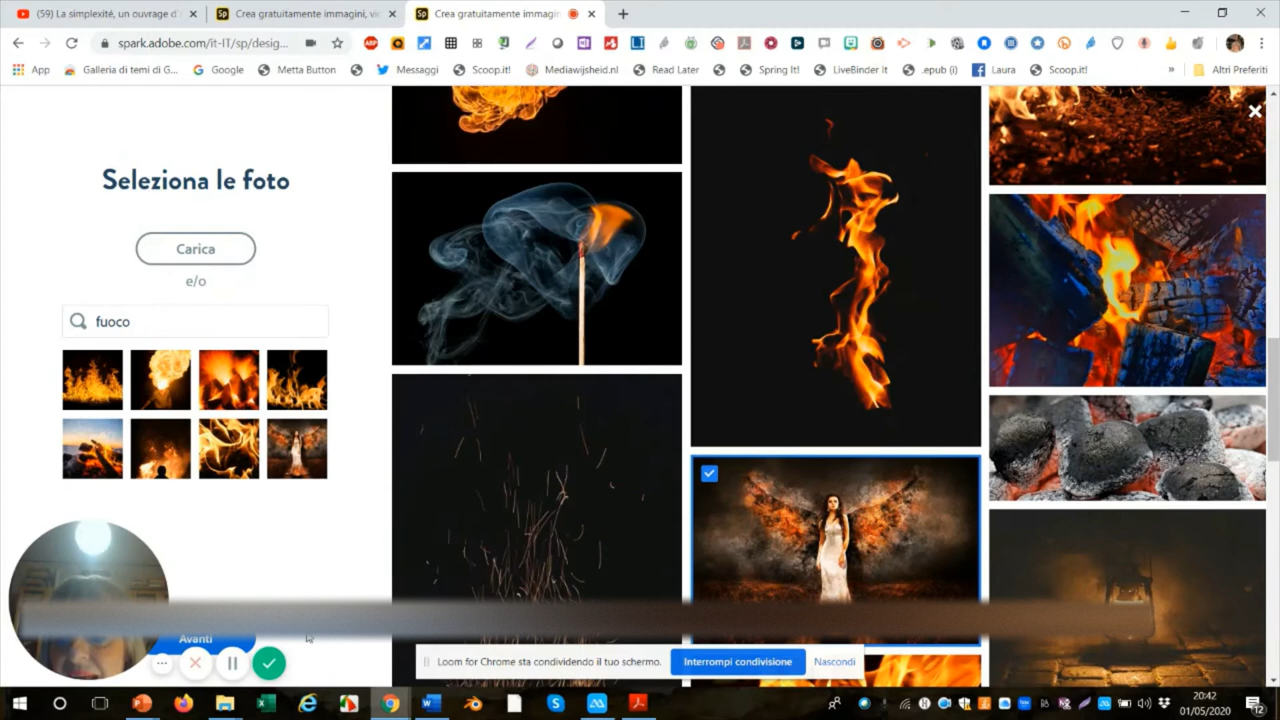 (59) La simplexité, un ouvrage d'
Crea gratuitamente immagini, vi
Crea gratuitamente immagin
spark.adobe.com/it-IT/sp/desig...
App
Galleria di temi di G...
Google
Metta Button
Messaggi
Scoop.it!
Mediawijsheid.nl
Read Later
Spring It!
LiveBinder It
.epub (i)
Laura
Scoop.it!
»
Altri Preferiti
Seleziona le foto
Carica
e/o
fuoco
Avanti
Loom for Chrome sta condividendo il tuo schermo.
Interrompi condivisione
Nascondi
20:42
01/05/2020
12